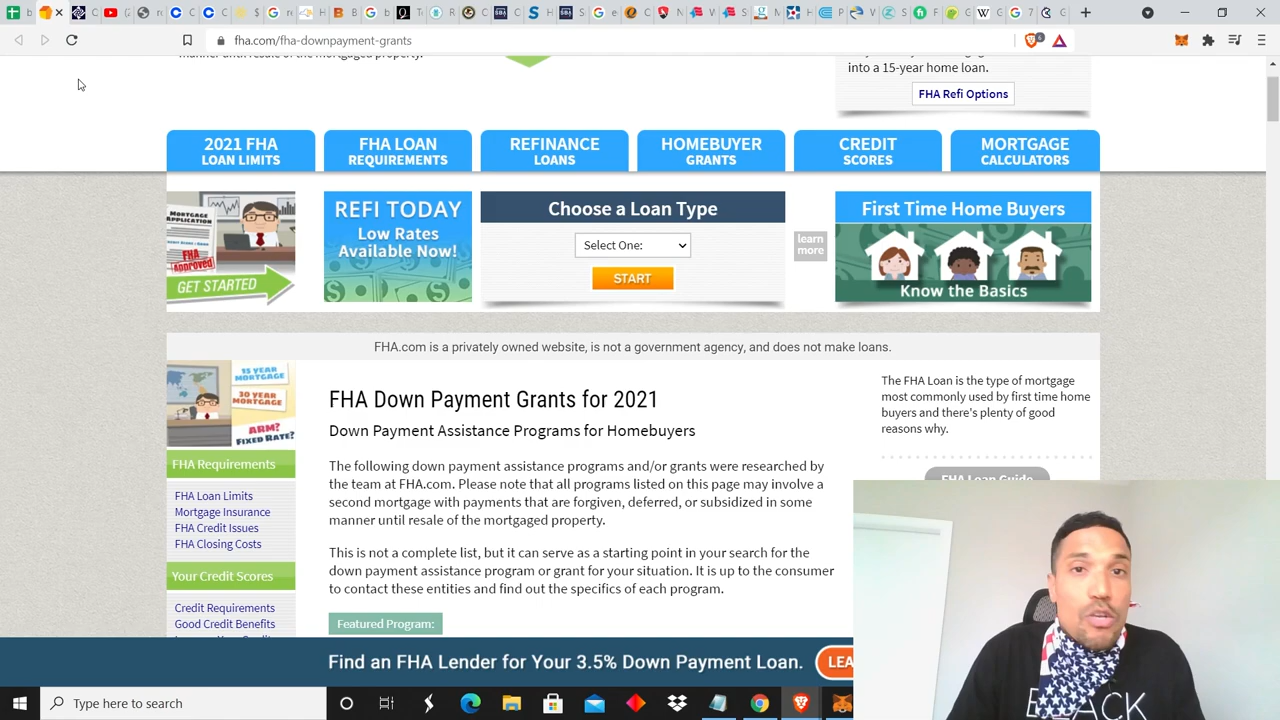 fha.com/fha-downpayment-grants
manner until resale of the mortgaged property.
into a 15-year home loan.
FHA Refi Options
2021 FHA
LOAN LIMITS
FHA LOAN
REQUIREMENTS
REFINANCE
LOANS
HOMEBUYER
GRANTS
CREDIT
SCORES
MORTGAGE
CALCULATORS
MORTGAGE
APPLICATION
FHA
APPROVED
GET STARTED
REFI TODAY
Low Rates
Available Now!
Choose a Loan Type
Select One:
START
learn
more
First Time Home Buyers
Know the Basics
FHA.com is a privately owned website, is not a government agency, and does not make loans.
15 YEAR
MORTGAGE
30 YEAR
MORTGAGE
ARM?
FIXED RATE?
FHA Requirements
FHA Loan Limits
Mortgage Insurance
FHA Credit Issues
FHA Closing Costs
Your Credit Scores
Credit Requirements
Good Credit Benefits
FHA Down Payment Grants for 2021
Down Payment Assistance Programs for Homebuyers
The following down payment assistance programs and/or grants were researched by
the team at FHA.com. Please note that all programs listed on this page may involve a
second mortgage with payments that are forgiven, deferred, or subsidized in some
manner until resale of the mortgaged property.
This is not a complete list, but it can serve as a starting point in your search for the
down payment assistance program or grant for your situation. It is up to the consumer
to contact these entities and find out the specifics of each program.
Featured Program:
The FHA Loan is the type of mortgage
most commonly used by first time home
buyers and there's plenty of good
reasons why.
FHA Loan Guide
Find an FHA Lender for Your 3.5% Down Payment Loan.
LEA
Type here to search